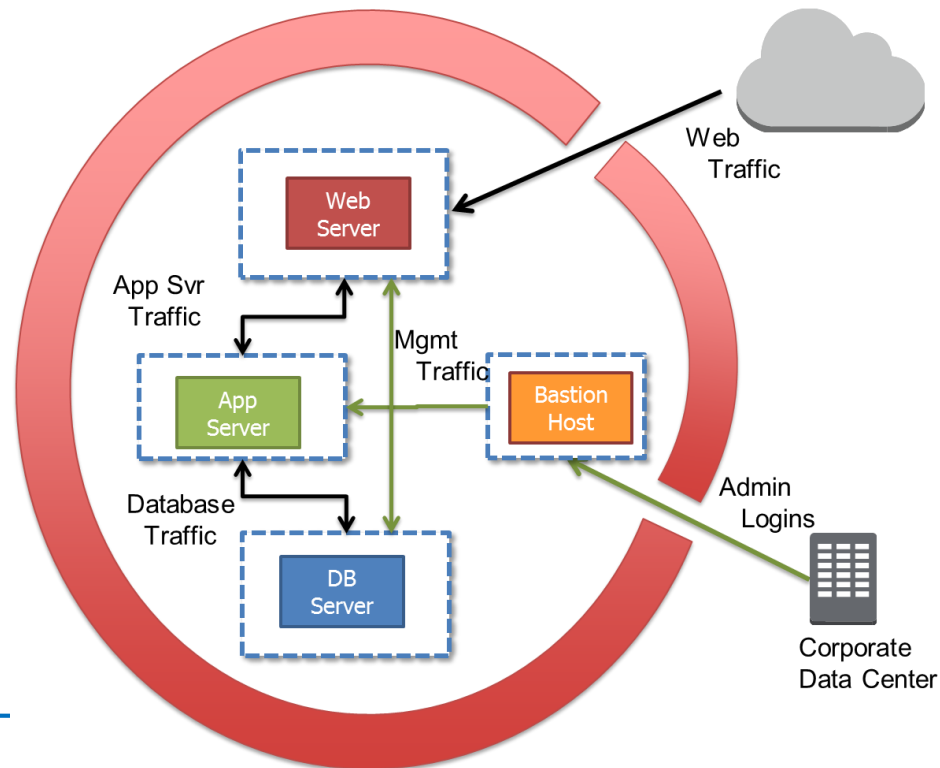 Web
Traffic
Web
Server
App Svr
Traffic
Mgmt
Traffic
App
Server
Bastion
Host
Database
Traffic
Admin
Logins
DB
Server
Corporate
Data Center